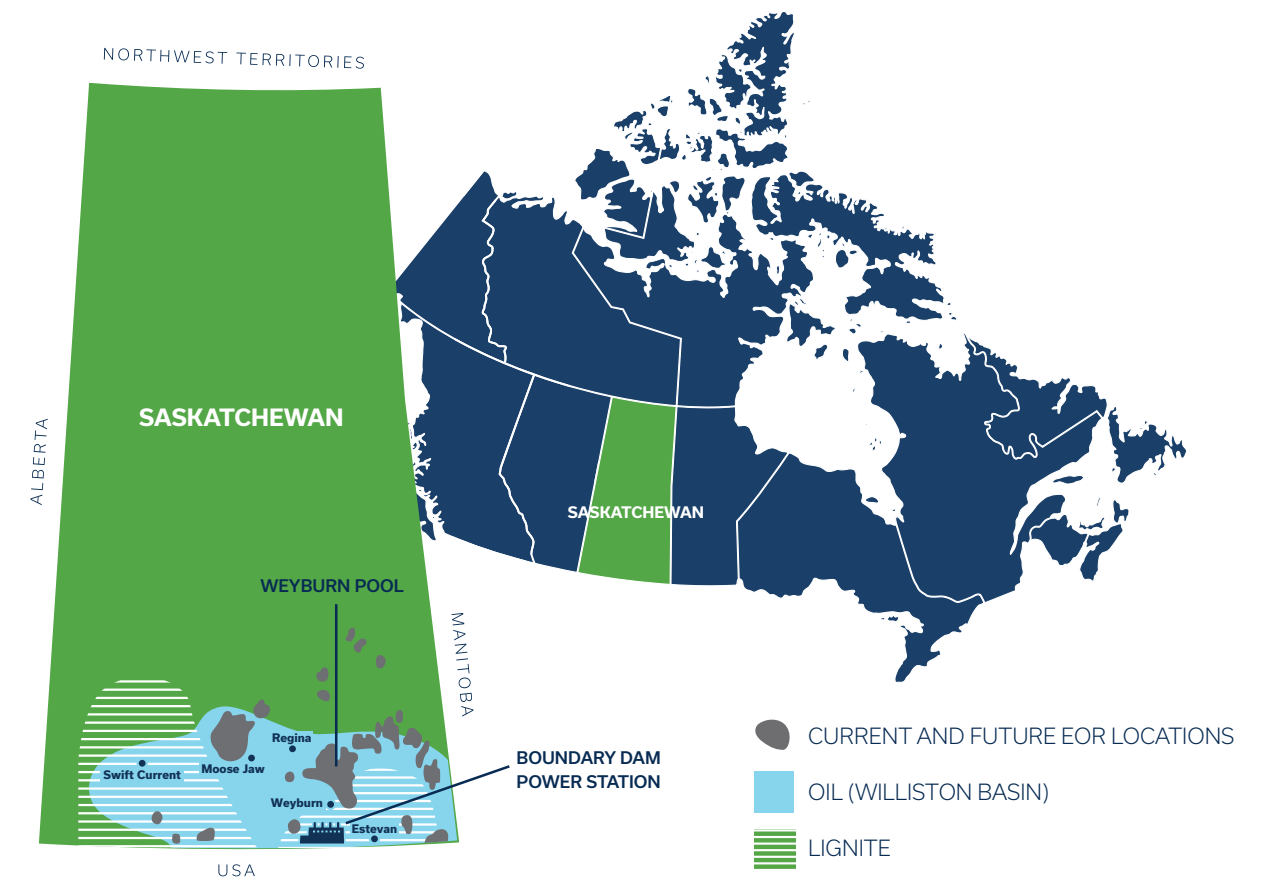 NORTHWEST TERRITORIES
SASKATCHEWAN
ALBERTA
SASKATCHEWAN
WEYBURN POOL
MANITOBA
Regina
Swift Current
Moose Jaw
Weyburn
Estevan
BOUNDARY DAM
POWER STATION
USA
CURRENT AND FUTURE EOR LOCATIONS
OIL (WILLISTON BASIN)
LIGNITE